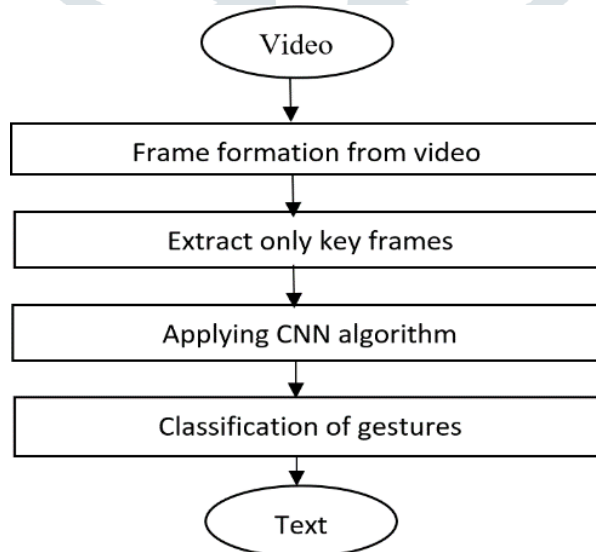 Video
Frame formation from video
Extract only key frames
Applying CNN algorithm
Classification of gestures
Text